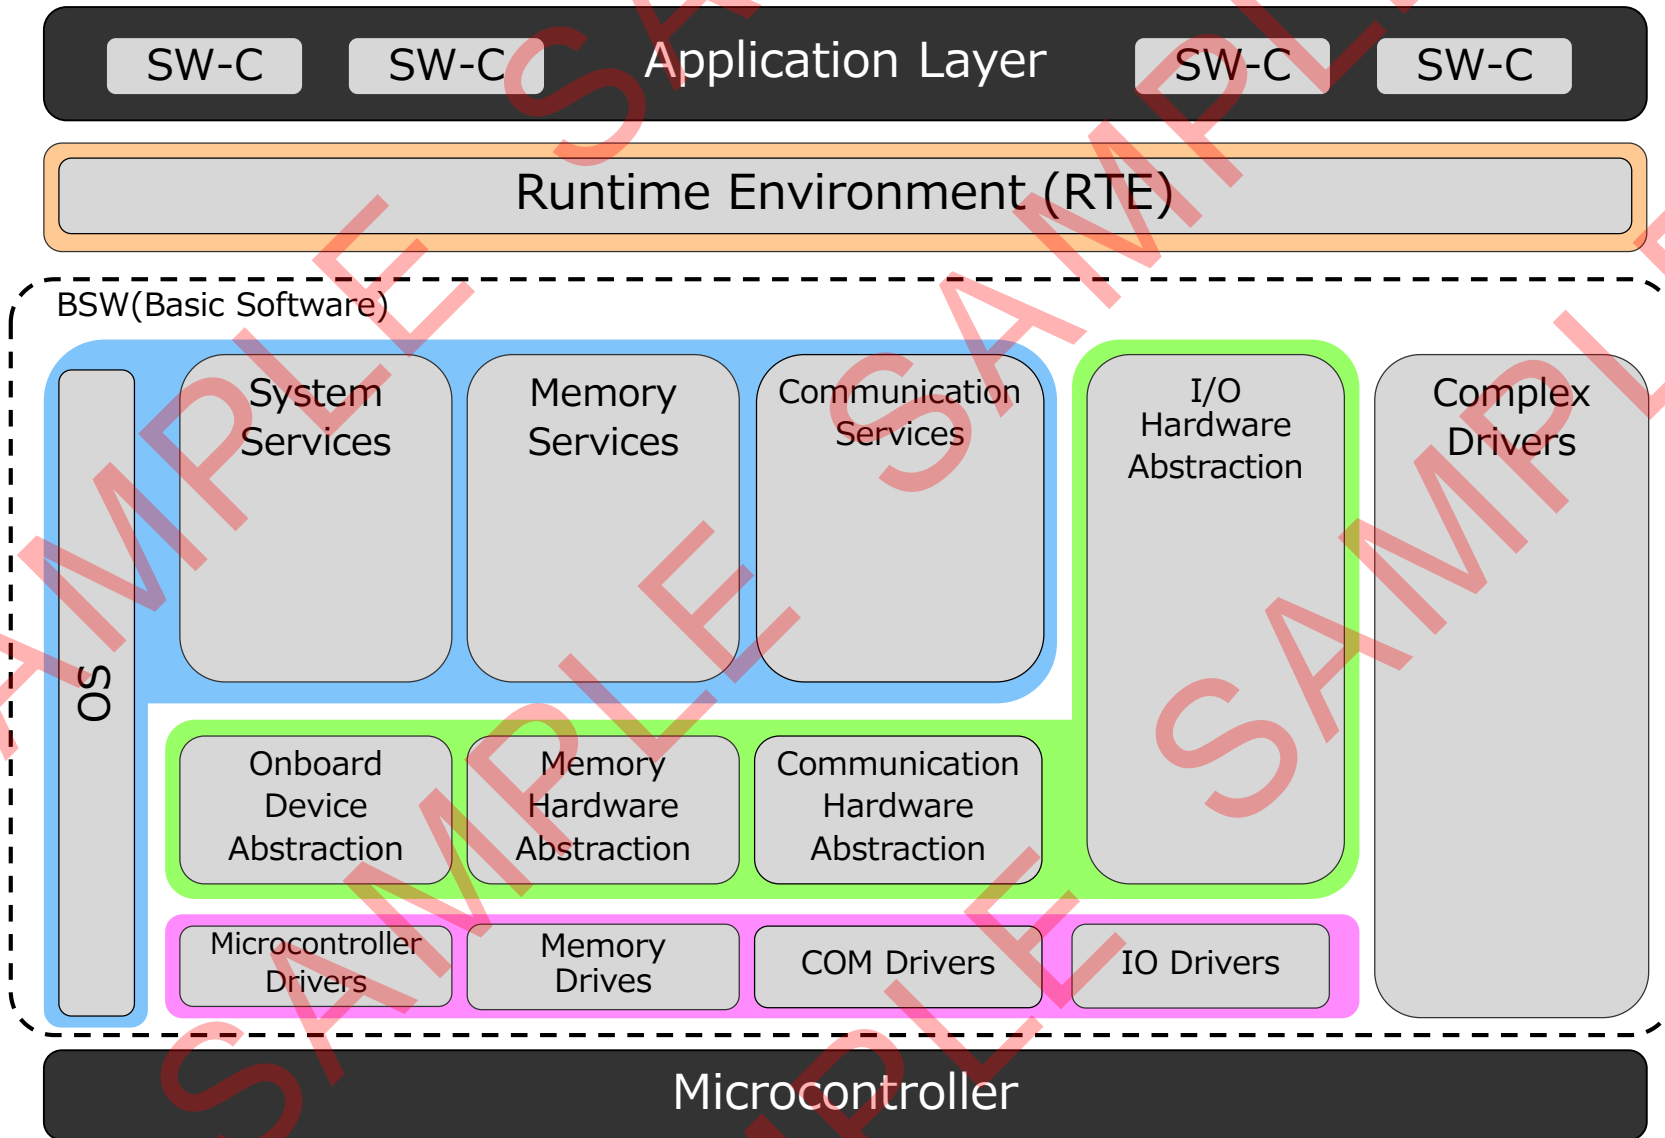 SW-C
SW-C
Application Layer
SW-C
SW-C
Runtime Environment (RTE)
BSW(Basic Software)
OS
System
Services
Memory
Services
Communication
Services
I/O
Hardware
Abstraction
Complex
Drivers
Onboard
Device
Abstraction
Memory
Hardware
Abstraction
Communication
Hardware
Abstraction
Microcontroller
Drivers
Memory
Drives
COM Drivers
IO Drivers
Microcontroller
SAMPLE SAMPLE
SAMPLE SAMPLE
SAMPLE SAMPLE